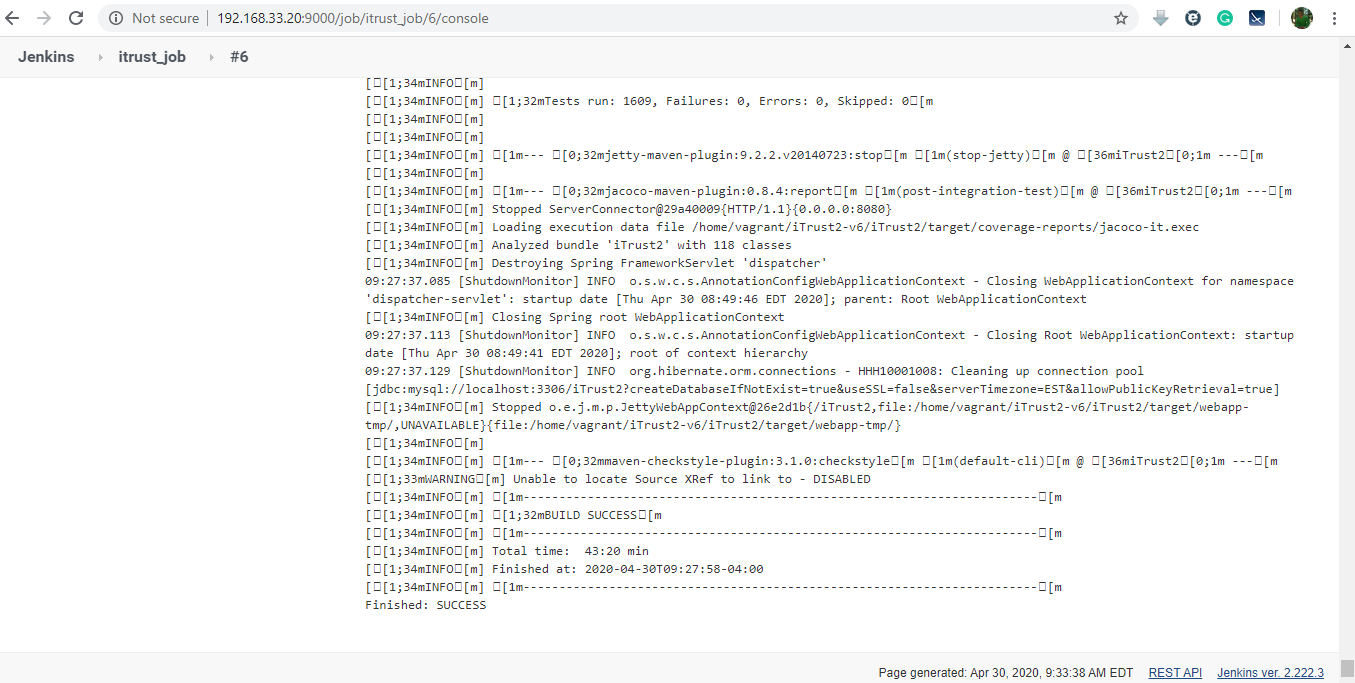 Not secure | 192.168.33.20:9000/job/itrust_job/6/console
Jenkins › itrust_job › #6
[□[1;34mINFO□[m]
[□[1;34mINFO□[m] □[1;32mTests run: 1609, Failures: 0, Errors: 0, Skipped: 0□[m
[□[1;34mINFO□[m]
[□[1;34mINFO□[m]
[□[1;34mINFO□[m] □[1m--- □[0;32mjetty-maven-plugin:9.2.2.v20140723:stop□[m □[1m(stop-jetty)□[m @ □[36miTrust2□[0;1m ---□[m
[□[1;34mINFO□[m]
[□[1;34mINFO□[m] □[1m--- □[0;32mjacoco-maven-plugin:0.8.4:report□[m □[1m(post-integration-test)□[m @ □[36miTrust2□[0;1m ---□[m
[□[1;34mINFO□[m] Stopped ServerConnector@29a40009{HTTP/1.1}{0.0.0.0:8080}
[□[1;34mINFO□[m] Loading execution data file /home/vagrant/iTrust2-v6/iTrust2/target/coverage-reports/jacoco-it.exec
[□[1;34mINFO□[m] Analyzed bundle 'iTrust2' with 118 classes
[□[1;34mINFO□[m] Destroying Spring FrameworkServlet 'dispatcher'
09:27:37.085 [ShutdownMonitor] INFO  o.s.w.c.s.AnnotationConfigWebApplicationContext - Closing WebApplicationContext for namespace
'dispatcher-servlet': startup date [Thu Apr 30 08:49:46 EDT 2020]; parent: Root WebApplicationContext
[□[1;34mINFO□[m] Closing Spring root WebApplicationContext
09:27:37.113 [ShutdownMonitor] INFO  o.s.w.c.s.AnnotationConfigWebApplicationContext - Closing Root WebApplicationContext: startup
date [Thu Apr 30 08:49:41 EDT 2020]; root of context hierarchy
09:27:37.129 [ShutdownMonitor] INFO  org.hibernate.orm.connections - HHH10001008: Cleaning up connection pool
[jdbc:mysql://localhost:3306/iTrust2?createDatabaseIfNotExist=true&useSSL=false&serverTimezone=EST&allowPublicKeyRetrieval=true]
[□[1;34mINFO□[m] Stopped o.e.j.m.p.JettyWebAppContext@26e2d1b{/iTrust2,file:/home/vagrant/iTrust2-v6/iTrust2/target/webapp-
tmp/,UNAVAILABLE}{file:/home/vagrant/iTrust2-v6/iTrust2/target/webapp-tmp/}
[□[1;34mINFO□[m]
[□[1;34mINFO□[m] □[1m--- □[0;32mmaven-checkstyle-plugin:3.1.0:checkstyle□[m □[1m(default-cli)□[m @ □[36miTrust2□[0;1m ---□[m
[□[1;33mWARNING□[m] Unable to locate Source XRef to link to - DISABLED
[□[1;34mINFO□[m] □[1m------------------------------------------------------------------------□[m
[□[1;34mINFO□[m] □[1;32mBUILD SUCCESS□[m
[□[1;34mINFO□[m] □[1m------------------------------------------------------------------------□[m
[□[1;34mINFO□[m] Total time:  43:20 min
[□[1;34mINFO□[m] Finished at: 2020-04-30T09:27:58-04:00
[□[1;34mINFO□[m] □[1m------------------------------------------------------------------------□[m
Finished: SUCCESS
Page generated: Apr 30, 2020, 9:33:38 AM EDT REST API Jenkins ver. 2.222.3